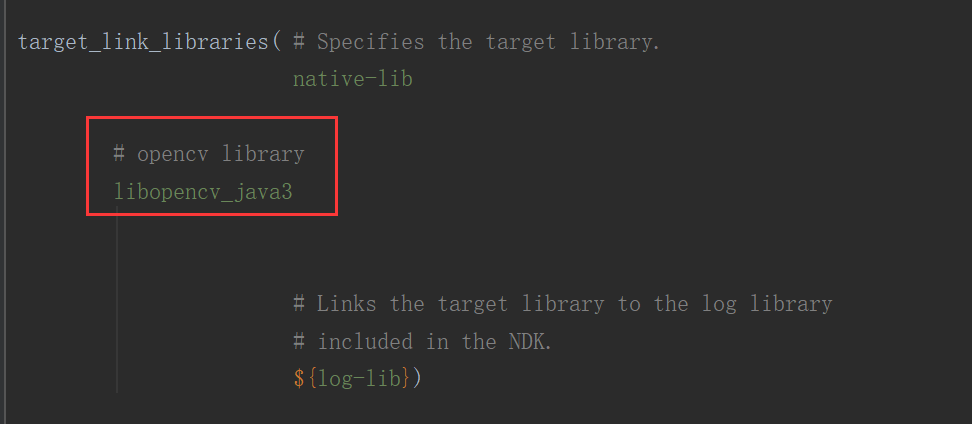 target_link_libraries( # Specifies the target library.
native-lib
# opencv library
libopencv_java3
# Links the target library to the log library
# included in the NDK.
${log-lib})